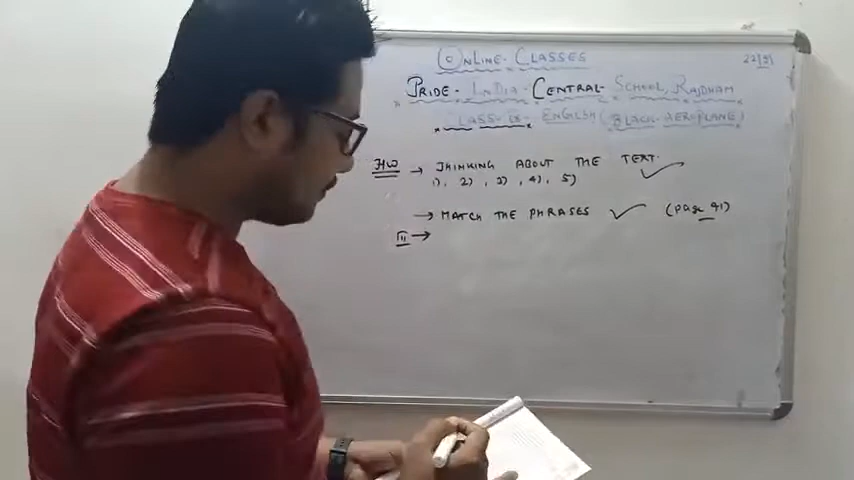 ONLINE-CLASSES
PRIDE-INDIA-CENTRAL-SCHOOL, RAJDHAM
CLASS-IX- ENGLISH (BLACK-AEROPLANE)
HW → THINKING ABOUT THE TEXT.
1), 2), 3), 4), 5)
→ MATCH THE PHRASES (Page 41)
II →